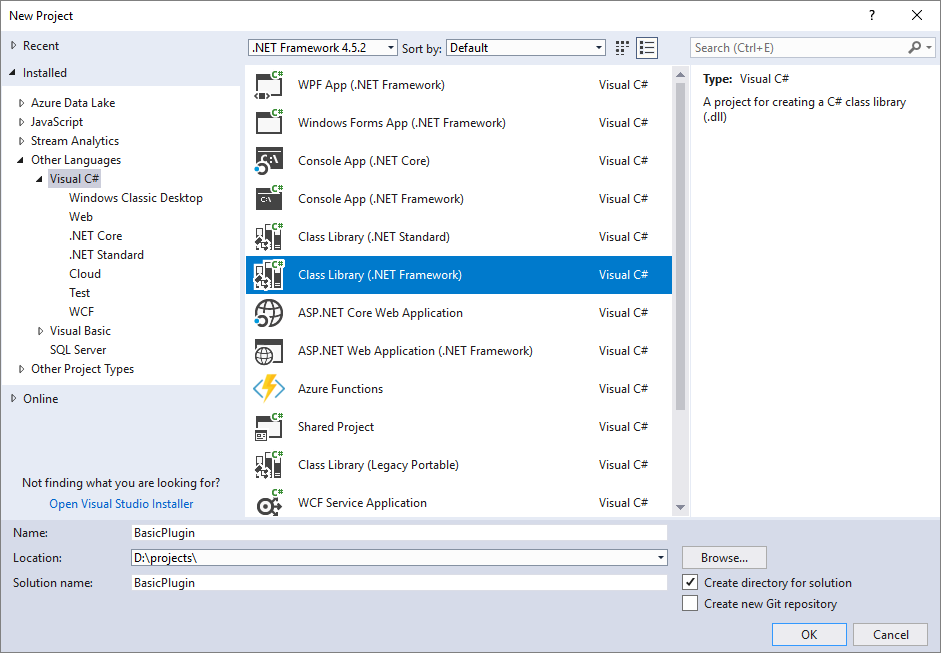 New Project
?
Recent
.NET Framework 4.5.2 Sort by: Default
Search (Ctrl+E)
Installed
Azure Data Lake
JavaScript
Stream Analytics
Other Languages
Visual C#
Windows Classic Desktop
Web
.NET Core
.NET Standard
Cloud
Test
WCF
Visual Basic
SQL Server
Other Project Types
Online
Not finding what you are looking for?
Open Visual Studio Installer
WPF App (.NET Framework) Visual C#
Windows Forms App (.NET Framework) Visual C#
Console App (.NET Core) Visual C#
Console App (.NET Framework) Visual C#
Class Library (.NET Standard) Visual C#
Class Library (.NET Framework) Visual C#
ASP.NET Core Web Application Visual C#
ASP.NET Web Application (.NET Framework) Visual C#
Azure Functions Visual C#
Shared Project Visual C#
Class Library (Legacy Portable) Visual C#
WCF Service Application Visual C#
Type: Visual C#
A project for creating a C# class library
(.dll)
Name: BasicPlugin
Location: D:\projects\ Browse...
Solution name: BasicPlugin
Create directory for solution
Create new Git repository
OK Cancel